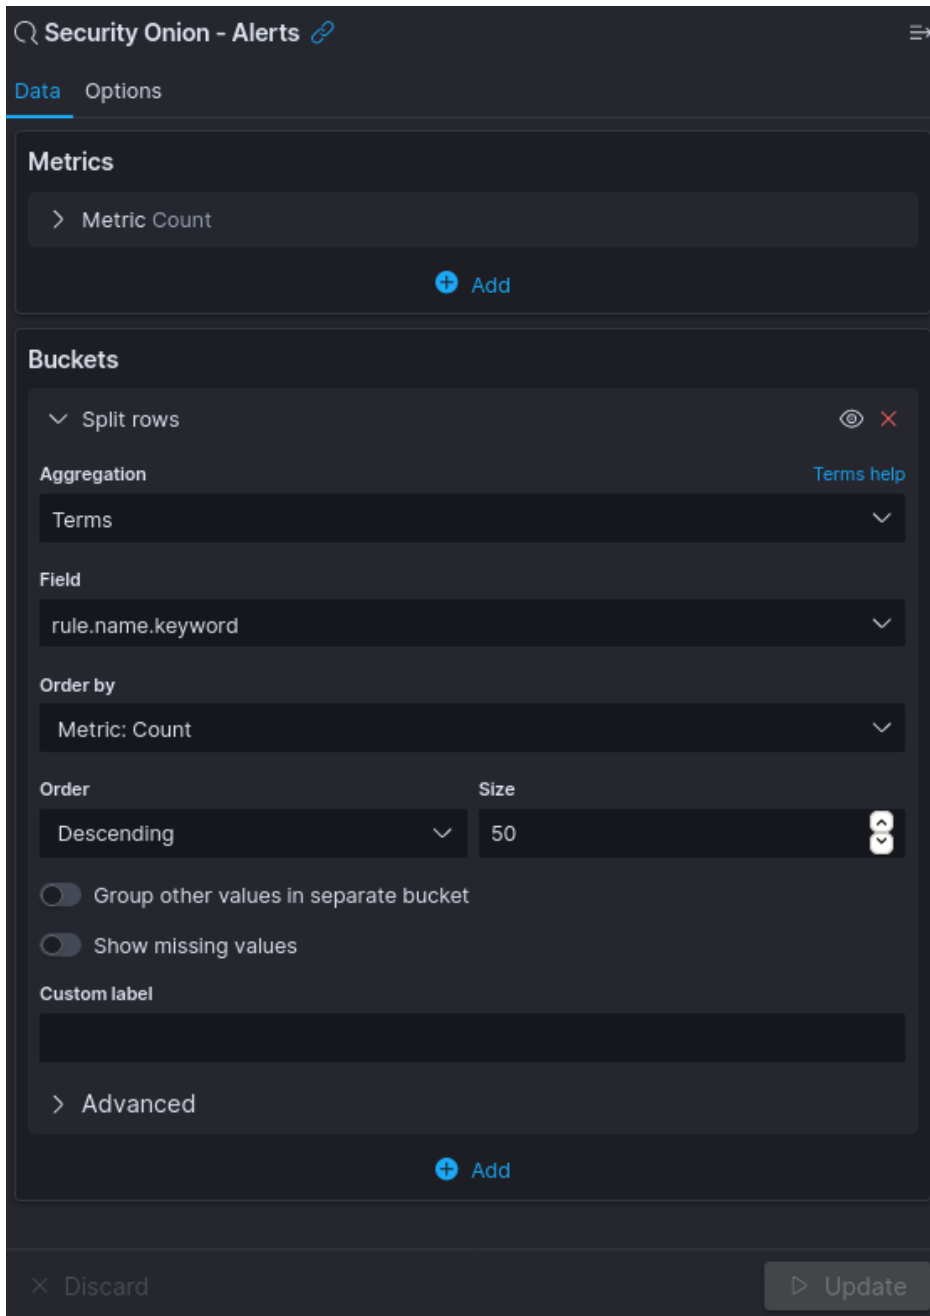 Security Onion - Alerts
Data Options
Metrics
Metric Count
Add
Buckets
Split rows
Aggregation Terms help
Terms
Field
rule.name.keyword
Order by
Metric: Count
Order Size
Descending 50
Group other values in separate bucket
Show missing values
Custom label
Advanced
Add
Discard Update